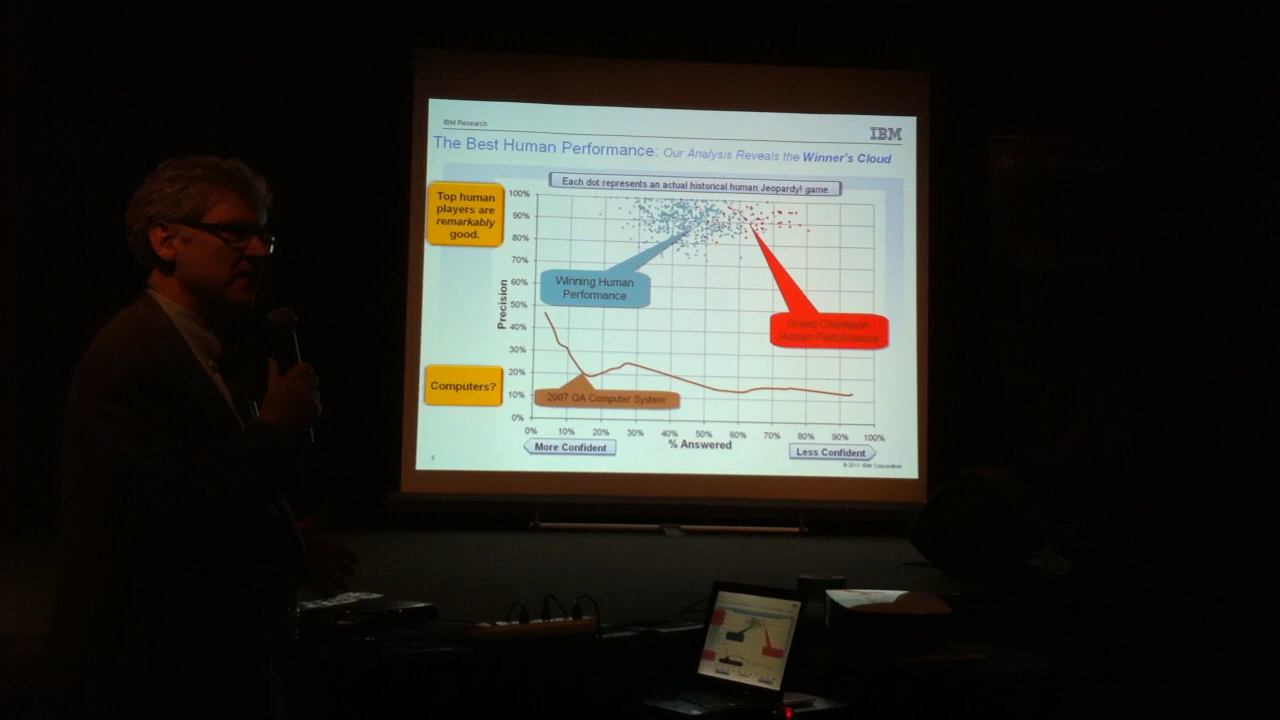 IBM Research
IBM
The Best Human Performance: Our Analysis Reveals the Winner's Cloud
Each dot represents an actual historical human Jeopardy! game
Top human
players are
remarkably
good.
Computers?
Precision
100%
90%
80%
70%
60%
50%
40%
30%
20%
10%
0%
Winning Human
Performance
Grand Champion
Human Performance
2007 QA Computer System
0% 10% 20% 30% 40% 50% 60% 70% 80% 90% 100%
More Confident
% Answered
Less Confident
© 2011 IBM Corporation